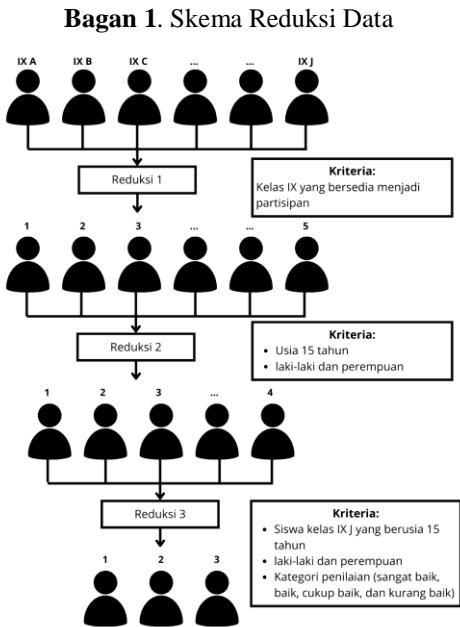 Bagan 1. Skema Reduksi Data
IX A IX B IX C ... ... IX J
Reduksi 1
Kriteria:
Kelas IX yang bersedia menjadi
partisipan
1 2 3 ... ... 5
Reduksi 2
Kriteria:
• Usia 15 tahun
• laki-laki dan perempuan
1 2 3 ... 4
Reduksi 3
Kriteria:
• Siswa kelas IX J yang berusia 15
tahun
• laki-laki dan perempuan
• Kategori penilaian (sangat baik,
baik, cukup baik, dan kurang baik)
1 2 3